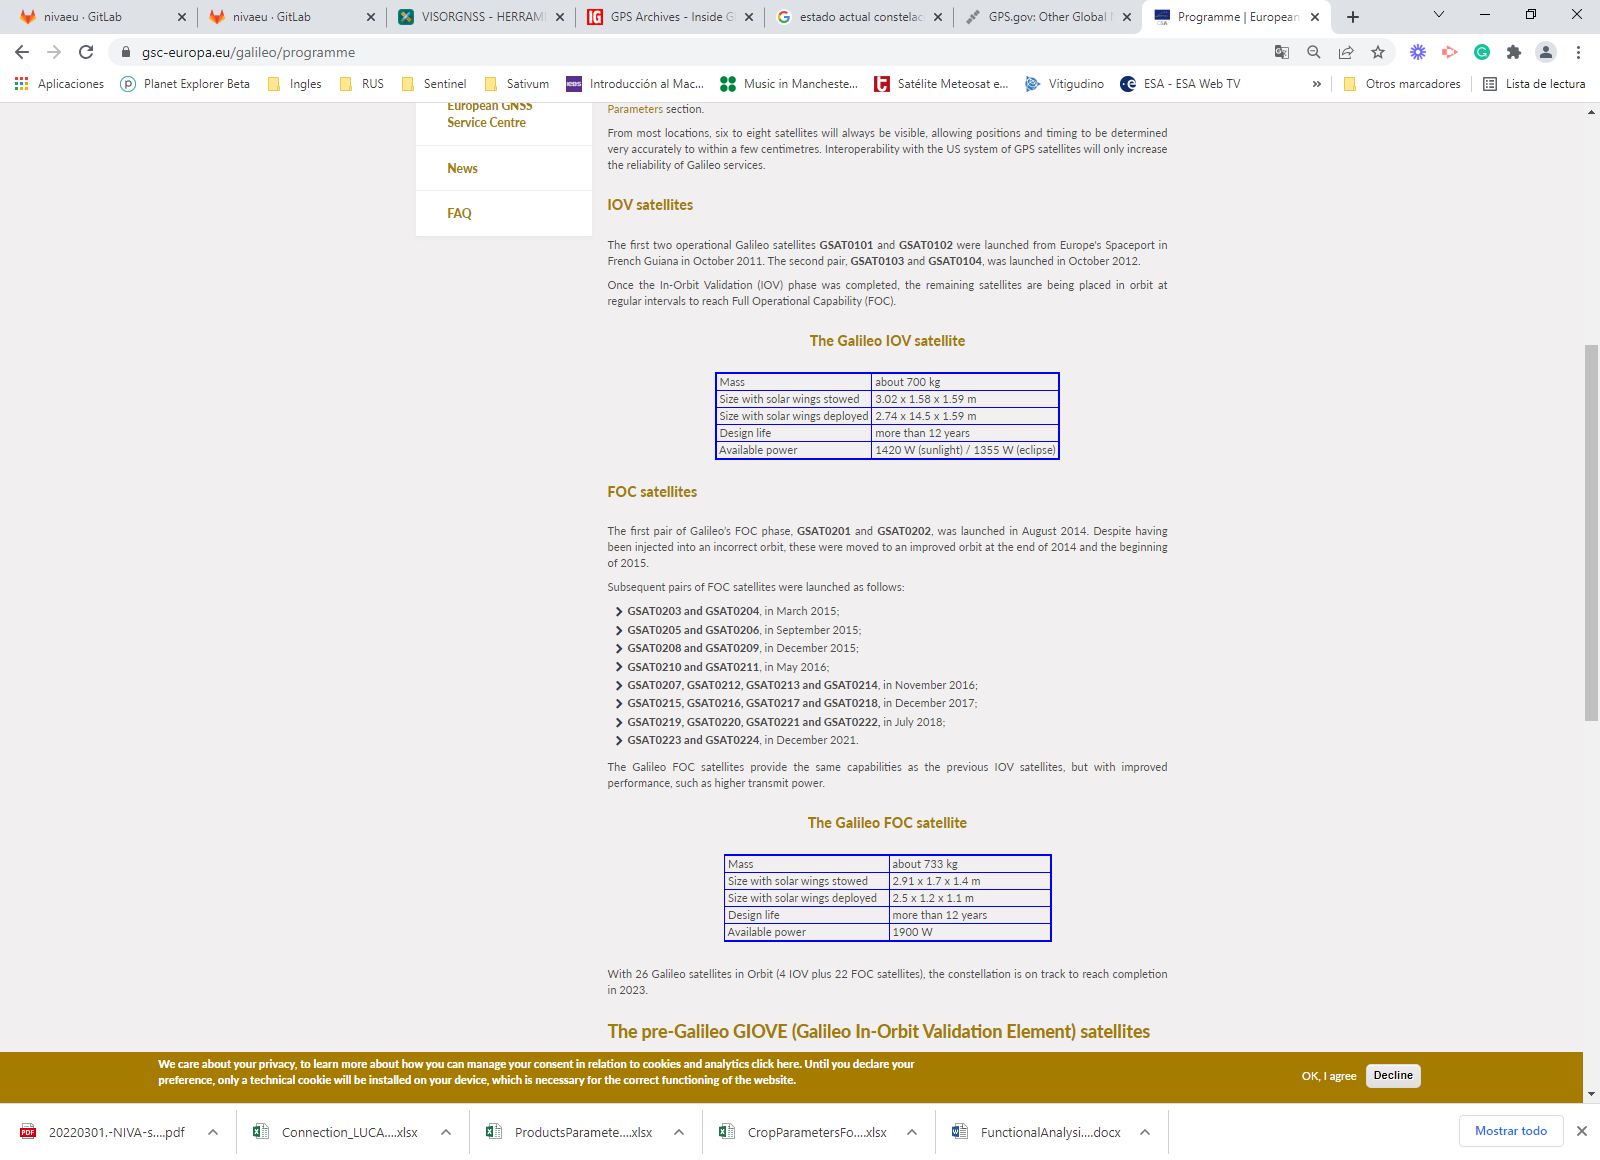 nivaeu · GitLab
nivaeu · GitLab
VISORGNSS - HERRAMI
GPS Archives - Inside G
estado actual constelac
GPS.gov: Other Global N
Programme | European
gsc-europa.eu/galileo/programme
Aplicaciones
Planet Explorer Beta
Ingles
RUS
Sentinel
Sativum
Introducción al Mac...
Music in Mancheste...
Satélite Meteosat e...
Vitigudino
ESA - ESA Web TV
»
Otros marcadores
Lista de lectura
European GNSS
Service Centre
News
FAQ
Parameters section.
From most locations, six to eight satellites will always be visible, allowing positions and timing to be determined
very accurately to within a few centimetres. Interoperability with the US system of GPS satellites will only increase
the reliability of Galileo services.
IOV satellites
The first two operational Galileo satellites GSAT0101 and GSAT0102 were launched from Europe's Spaceport in
French Guiana in October 2011. The second pair, GSAT0103 and GSAT0104, was launched in October 2012.
Once the In-Orbit Validation (IOV) phase was completed, the remaining satellites are being placed in orbit at
regular intervals to reach Full Operational Capability (FOC).
The Galileo IOV satellite
Mass about 700 kg
Size with solar wings stowed 3.02 x 1.58 x 1.59 m
Size with solar wings deployed 2.74 x 14.5 x 1.59 m
Design life more than 12 years
Available power 1420 W (sunlight) / 1355 W (eclipse)
FOC satellites
The first pair of Galileo's FOC phase, GSAT0201 and GSAT0202, was launched in August 2014. Despite having
been injected into an incorrect orbit, these were moved to an improved orbit at the end of 2014 and the beginning
of 2015.
Subsequent pairs of FOC satellites were launched as follows:
GSAT0203 and GSAT0204, in March 2015;
GSAT0205 and GSAT0206, in September 2015;
GSAT0208 and GSAT0209, in December 2015;
GSAT0210 and GSAT0211, in May 2016;
GSAT0207, GSAT0212, GSAT0213 and GSAT0214, in November 2016;
GSAT0215, GSAT0216, GSAT0217 and GSAT0218, in December 2017;
GSAT0219, GSAT0220, GSAT0221 and GSAT0222, in July 2018;
GSAT0223 and GSAT0224, in December 2021.
The Galileo FOC satellites provide the same capabilities as the previous IOV satellites, but with improved
performance, such as higher transmit power.
The Galileo FOC satellite
Mass about 733 kg
Size with solar wings stowed 2.91 x 1.7 x 1.4 m
Size with solar wings deployed 2.5 x 1.2 x 1.1 m
Design life more than 12 years
Available power 1900 W
With 26 Galileo satellites in Orbit (4 IOV plus 22 FOC satellites), the constellation is on track to reach completion
in 2023.
The pre-Galileo GIOVE (Galileo In-Orbit Validation Element) satellites
We care about your privacy, to learn more about how you can manage your consent in relation to cookies and analytics click here. Until you declare your
preference, only a technical cookie will be installed on your device, which is necessary for the correct functioning of the website.
OK, I agree
Decline
20220301.-NIVA-s....pdf
Connection_LUCA....xlsx
ProductsParamete....xlsx
CropParametersFo....xlsx
FunctionalAnalysi....docx
Mostrar todo